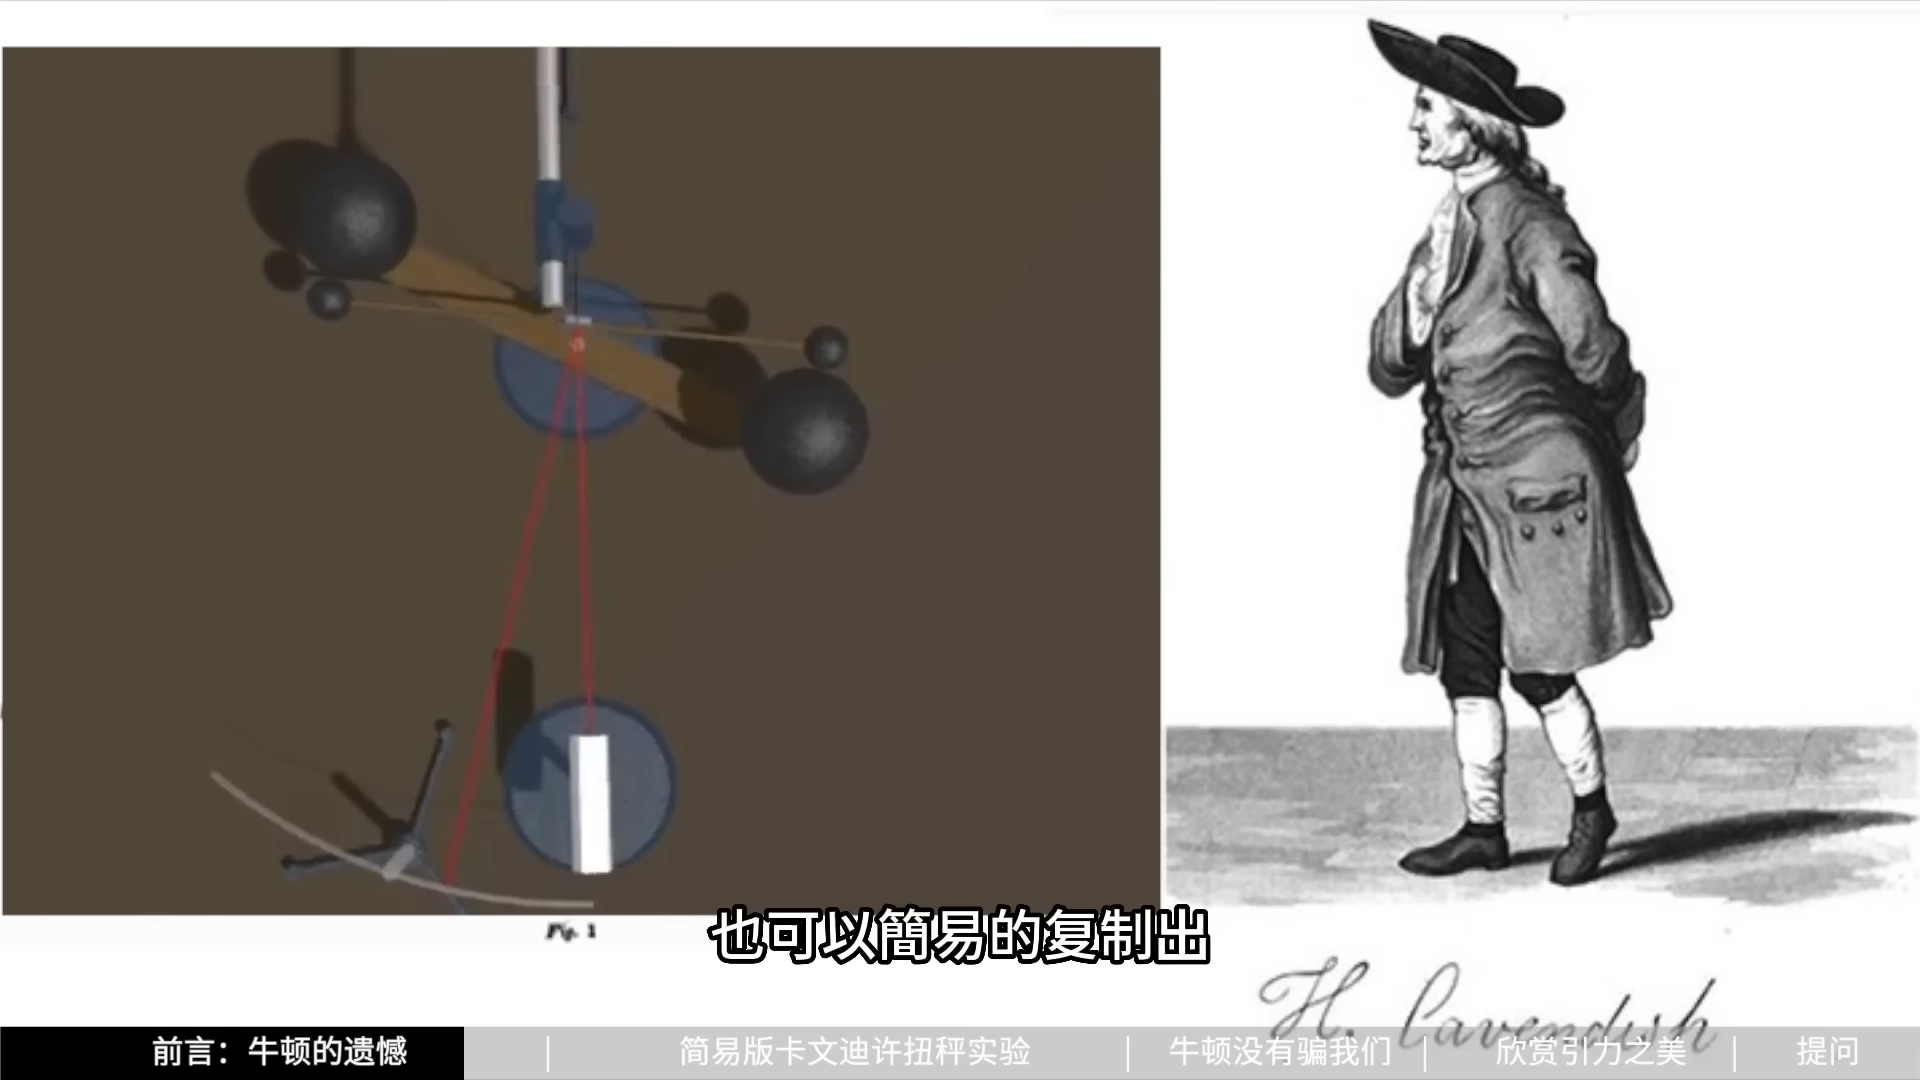 Fig. 1
也可以簡易的复制出
H. Cavendish
前言：牛顿的遗憾 | 简易版卡文迪许扭秤实验 | 牛顿没有骗我们 | 欣赏引力之美 | 提问